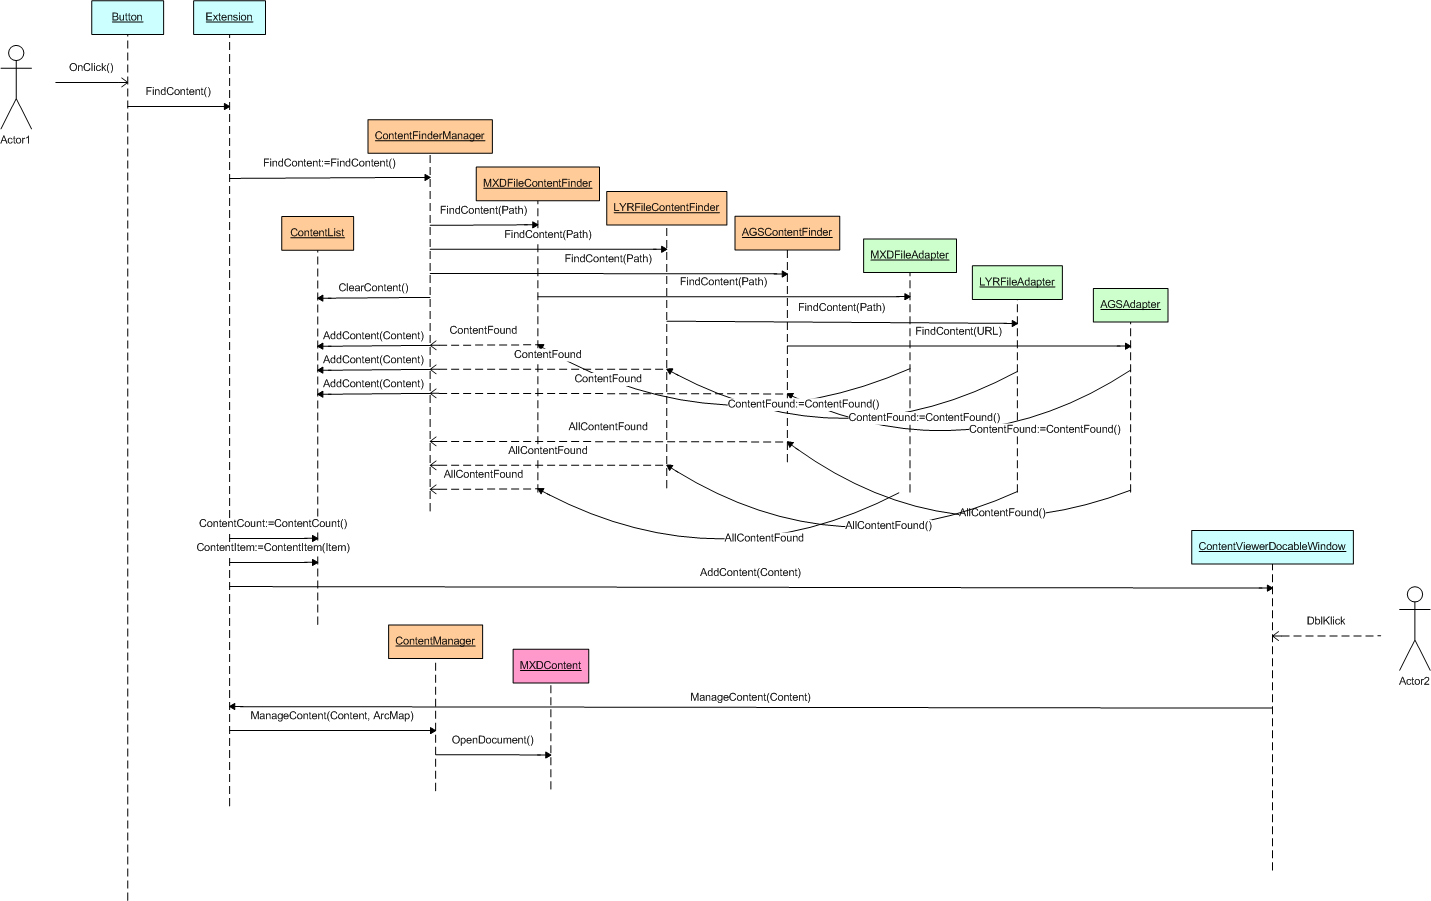 Button
Extension
OnClick()
FindContent()
Actor1
ContentFinderManager
FindContent:=FindContent()
MXDFileContentFinder
LYRFileContentFinder
FindContent(Path)
ContentList
AGSContentFinder
FindContent(Path)
MXDFileAdapter
FindContent(Path)
LYRFileAdapter
FindContent(Path)
ClearContent()
AGSAdapter
FindContent(Path)
ContentFound
FindContent(URL)
AddContent(Content)
ContentFound
AddContent(Content)
ContentFound
AddContent(Content)
ContentFound:=ContentFound()
ContentFound:=ContentFound()
ContentFound:=ContentFound()
AllContentFound
AllContentFound
AllContentFound
AllContentFound()
AllContentFound()
AllContentFound
ContentCount:=ContentCount()
ContentItem:=ContentItem(Item)
ContentViewerDocableWindow
AddContent(Content)
DblKlick
ContentManager
MXDContent
Actor2
ManageContent(Content)
ManageContent(Content, ArcMap)
OpenDocument()